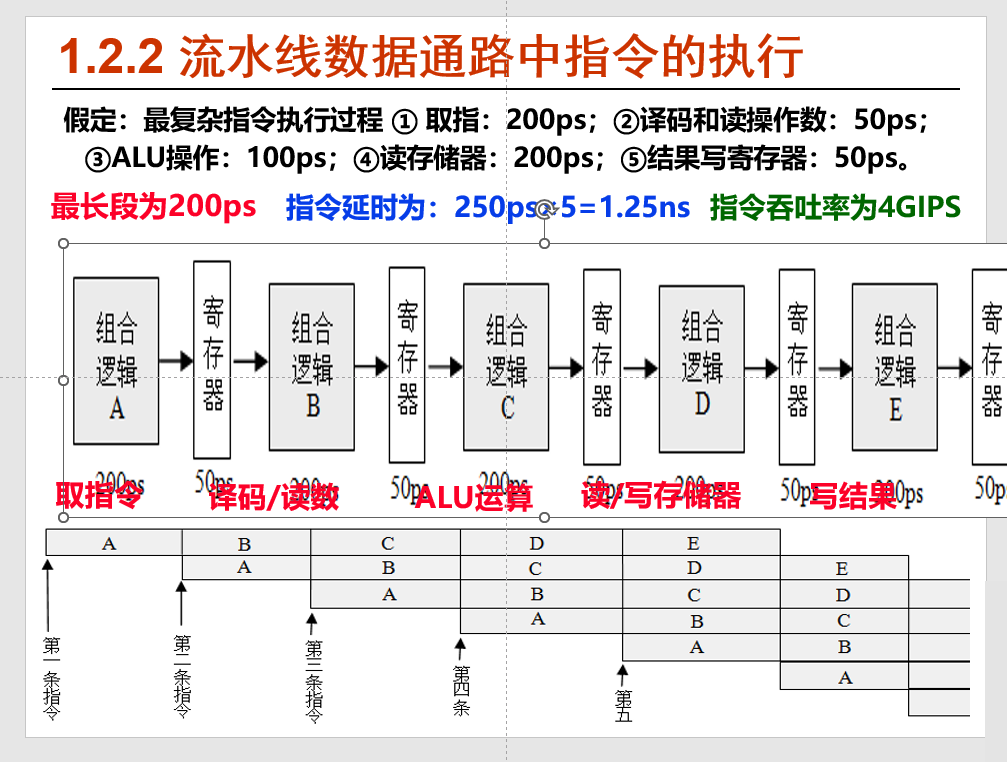 1.2.2 流水线数据通路中指令的执行
假定：最复杂指令执行过程 ① 取指：200ps；②译码和读操作数：50ps；
③ALU操作：100ps；④读存储器：200ps；⑤结果写寄存器：50ps。
最长段为200ps 指令延时为：250ps×5=1.25ns 指令吞吐率为4GIPS
组合逻辑A 寄存器 组合逻辑B 寄存器 组合逻辑C 寄存器 组合逻辑D 寄存器 组合逻辑E 寄存器
200ps 50ps 200ps 50ps 200ps 50ps 200ps 50ps 200ps 50p
取指令 译码/读数 ALU运算 读/写存储器 写结果
A B C D E
A B C D E
A B C D
A B C
A B
A
第一条指令 第二条指令 第三条指令 第四条 第五